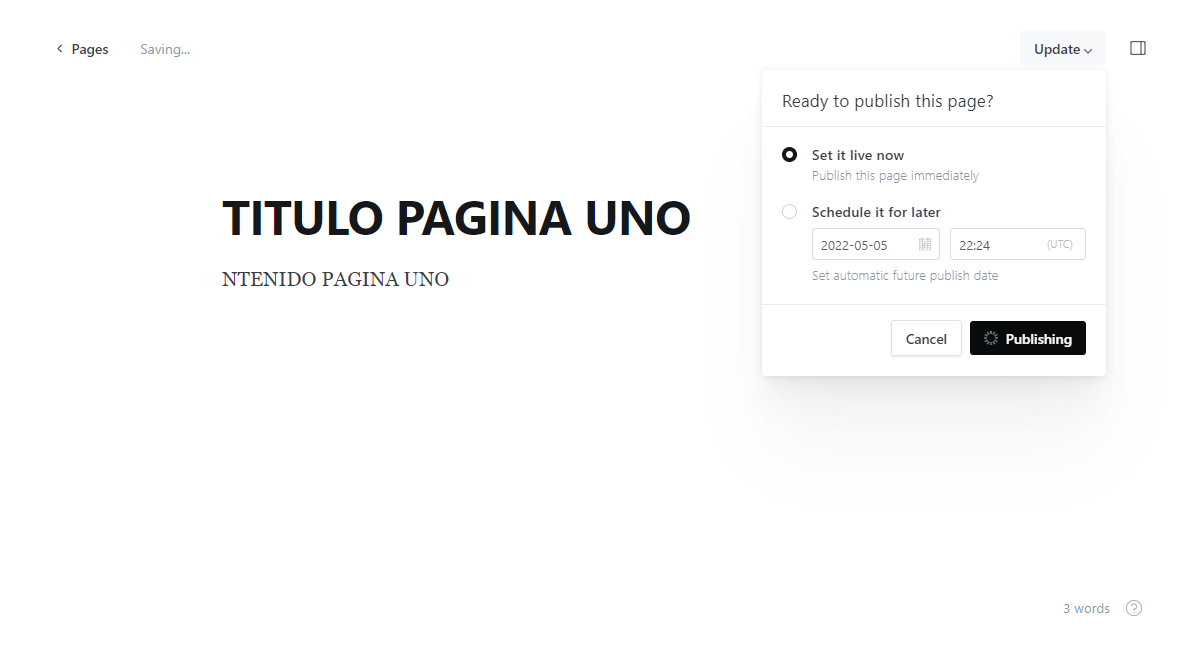 Pages Saving... Update
Ready to publish this page?
Set it live now
Publish this page immediately
Schedule it for later
2022-05-05 22:24 (UTC)
Set automatic future publish date
Cancel Publishing
TITULO PAGINA UNO
NTENIDO PAGINA UNO
3 words ?